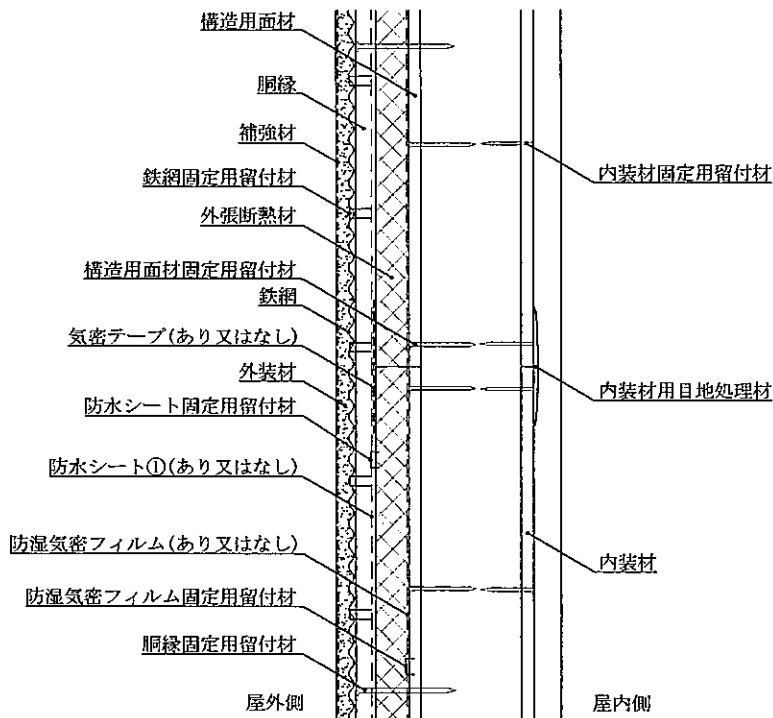 構造用面材
胴縁
補強材
鉄網固定用留付材
外張断熱材
構造用面材固定用留付材
鉄網
気密テープ(あり又はなし)
外装材
防水シート固定用留付材
防水シート①(あり又はなし)
防湿気密フィルム(あり又はなし)
防湿気密フィルム固定用留付材
胴縁固定用留付材
屋外側
内装材固定用留付材
内装材用目地処理材
内装材
屋内側